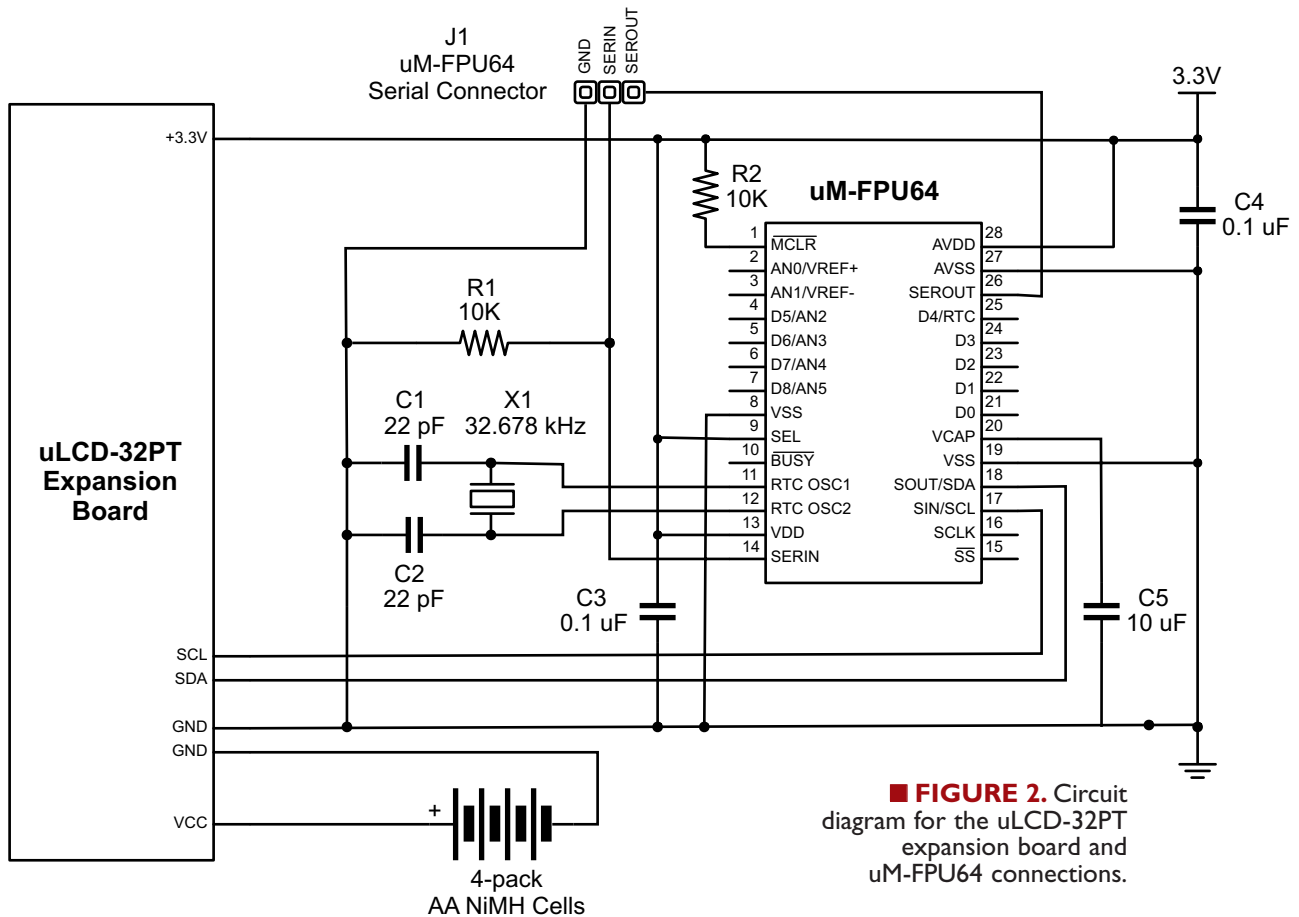 J1
uM-FPU64
Serial Connector
GND
SERIN
SEROUT
3.3V
+3.3V
R2
10K
uM-FPU64
C4
0.1 uF
R1
10K
C1
22 pF
X1
32.678 kHz
C2
22 pF
C3
0.1 uF
C5
10 uF
uLCD-32PT
Expansion
Board
1 MCLR
2 AN0/VREF+
3 AN1/VREF-
4 D5/AN2
5 D6/AN3
6 D7/AN4
7 D8/AN5
8 VSS
9 SEL
10 BUSY
11 RTC OSC1
12 RTC OSC2
13 VDD
14 SERIN
AVDD 28
AVSS 27
SEROUT 26
D4/RTC 25
D3 24
D2 23
D1 22
D0 21
VCAP 20
VSS 19
SOUT/SDA 18
SIN/SCL 17
SCLK 16
SS 15
SCL
SDA
GND
GND
VCC
+
4-pack
AA NiMH Cells
■ FIGURE 2. Circuit
diagram for the uLCD-32PT
expansion board and
uM-FPU64 connections.